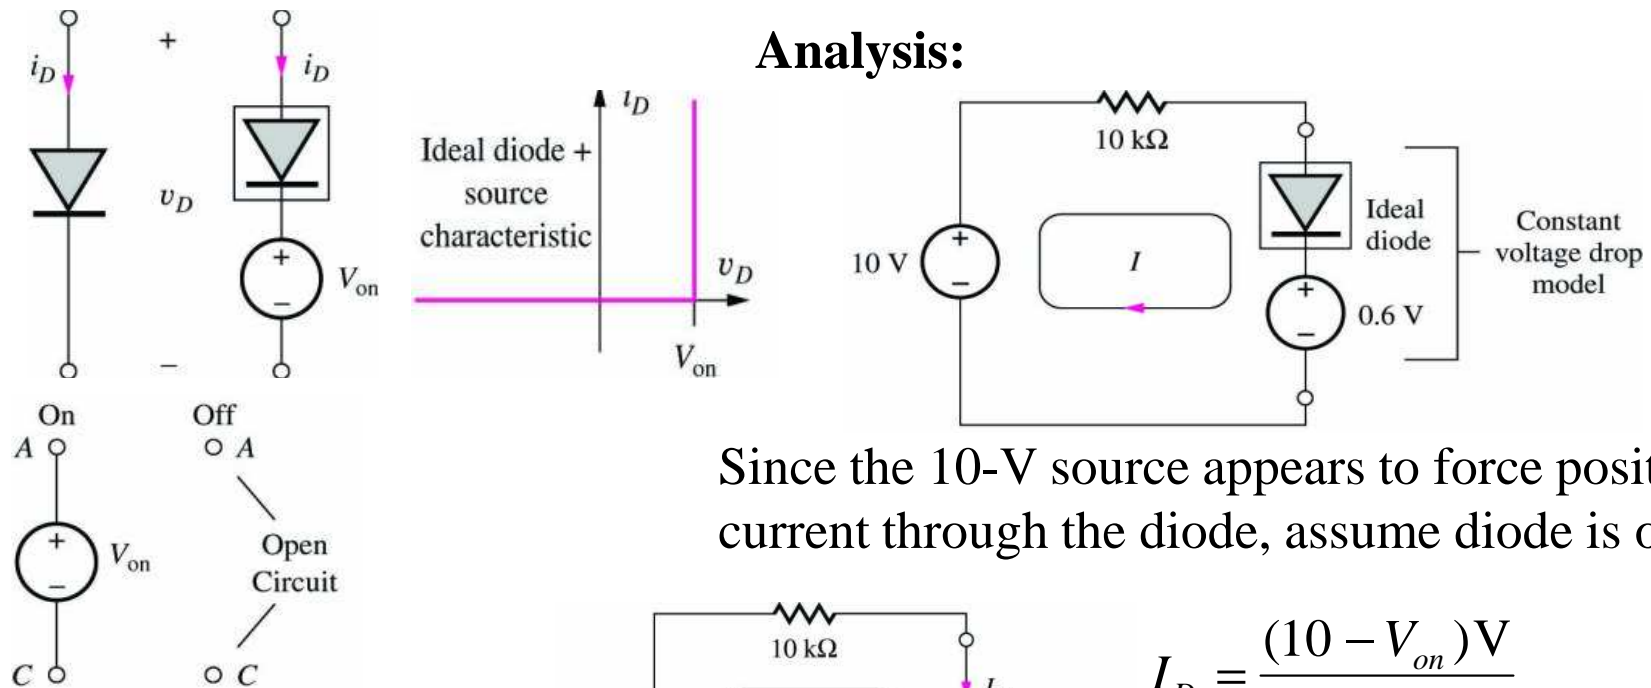 Analysis:
i_D
+
i_D
v_D
+
−
V_on
−
i_D
Ideal diode +
source
characteristic
v_D
V_on
10 kΩ
Ideal
diode
Constant
voltage drop
model
10 V
+
−
I
+
−
0.6 V
On
Off
A
A
+
−
V_on
Open
Circuit
C
C
Since the 10-V source appears to force
current through the diode, assume diode is
10 kΩ
I_D = (10 − V_on)V